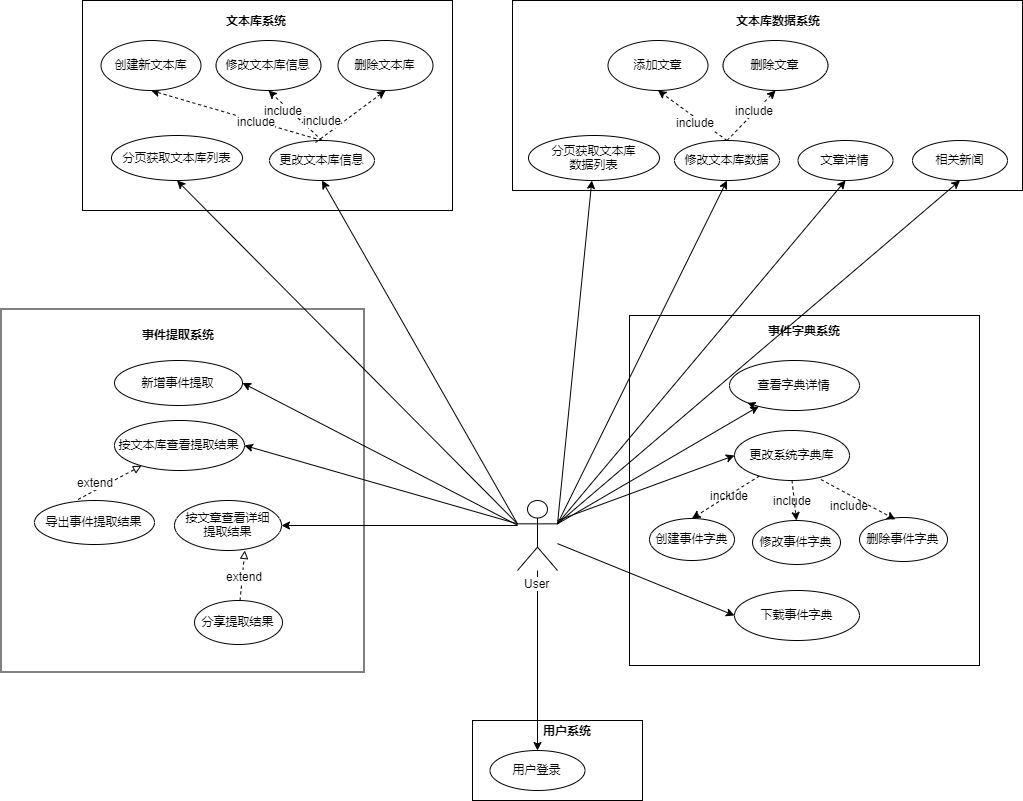 文本库系统
创建新文本库
修改文本库信息
删除文本库
include
include
include
分页获取文本库列表
更改文本库信息
文本库数据系统
添加文章
删除文章
include
include
分页获取文本库
数据列表
修改文本库数据
文章详情
相关新闻
事件提取系统
新增事件提取
按文本库查看提取结果
extend
导出事件提取结果
按文章查看详细
提取结果
extend
分享提取结果
事件字典系统
查看字典详情
更改系统字典库
include
include
include
创建事件字典
修改事件字典
删除事件字典
下载事件字典
User
用户系统
用户登录